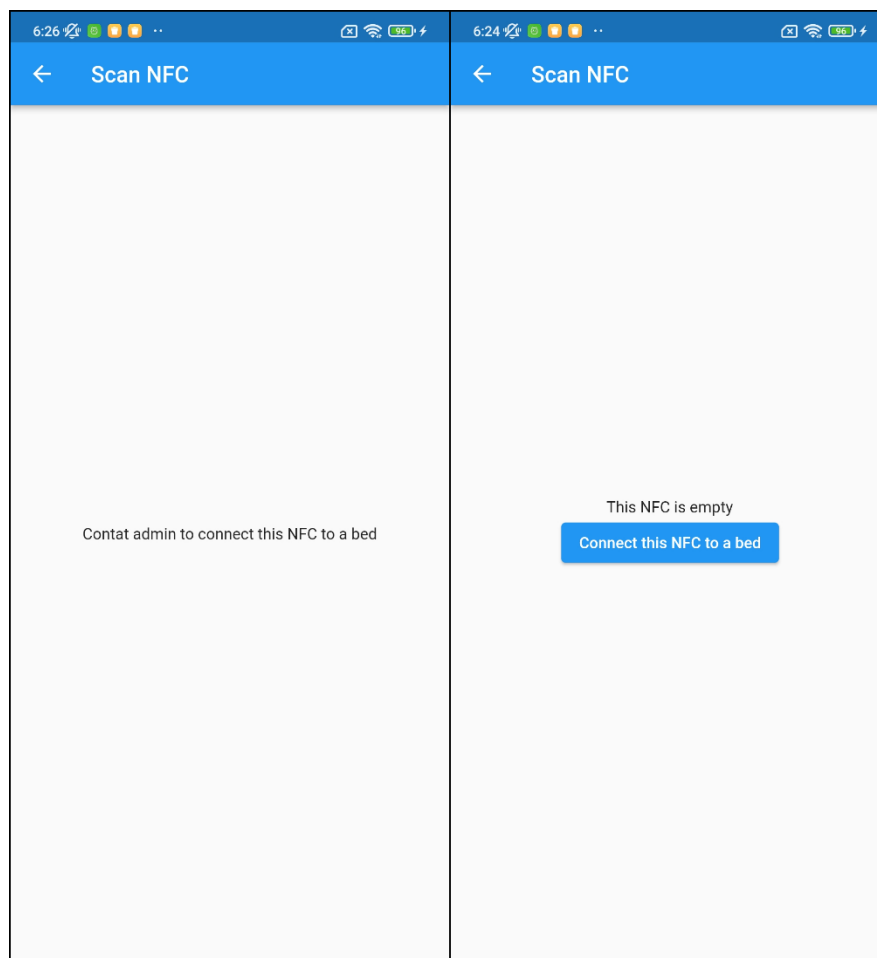 6:26
96
Scan NFC
Contat admin to connect this NFC to a bed
6:24
96
Scan NFC
This NFC is empty
Connect this NFC to a bed